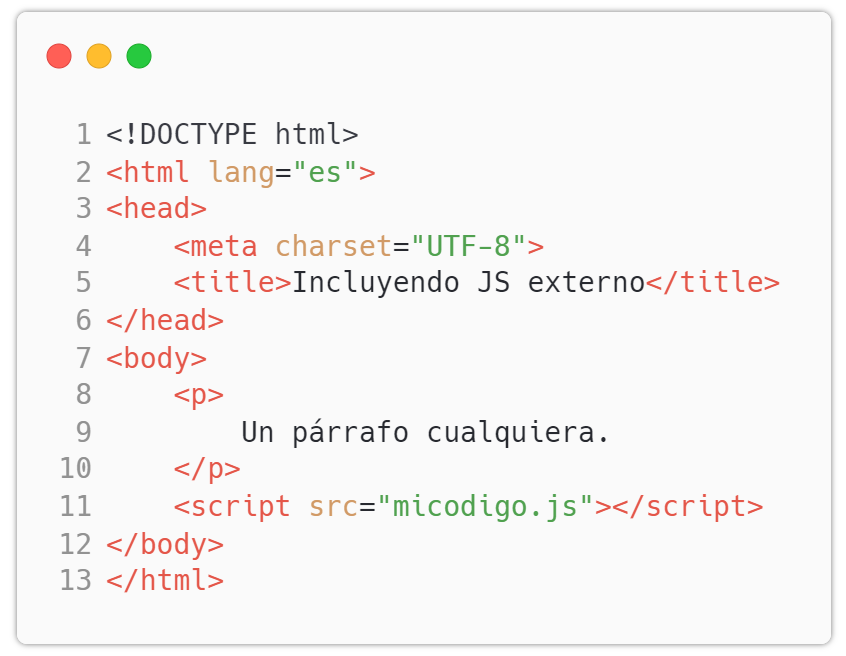 1 <!DOCTYPE html>
2 <html lang="es">
3 <head>
4     <meta charset="UTF-8">
5     <title>Incluyendo JS externo</title>
6 </head>
7 <body>
8     <p>
9         Un párrafo cualquiera.
10     </p>
11     <script src="micodigo.js"></script>
12 </body>
13 </html>